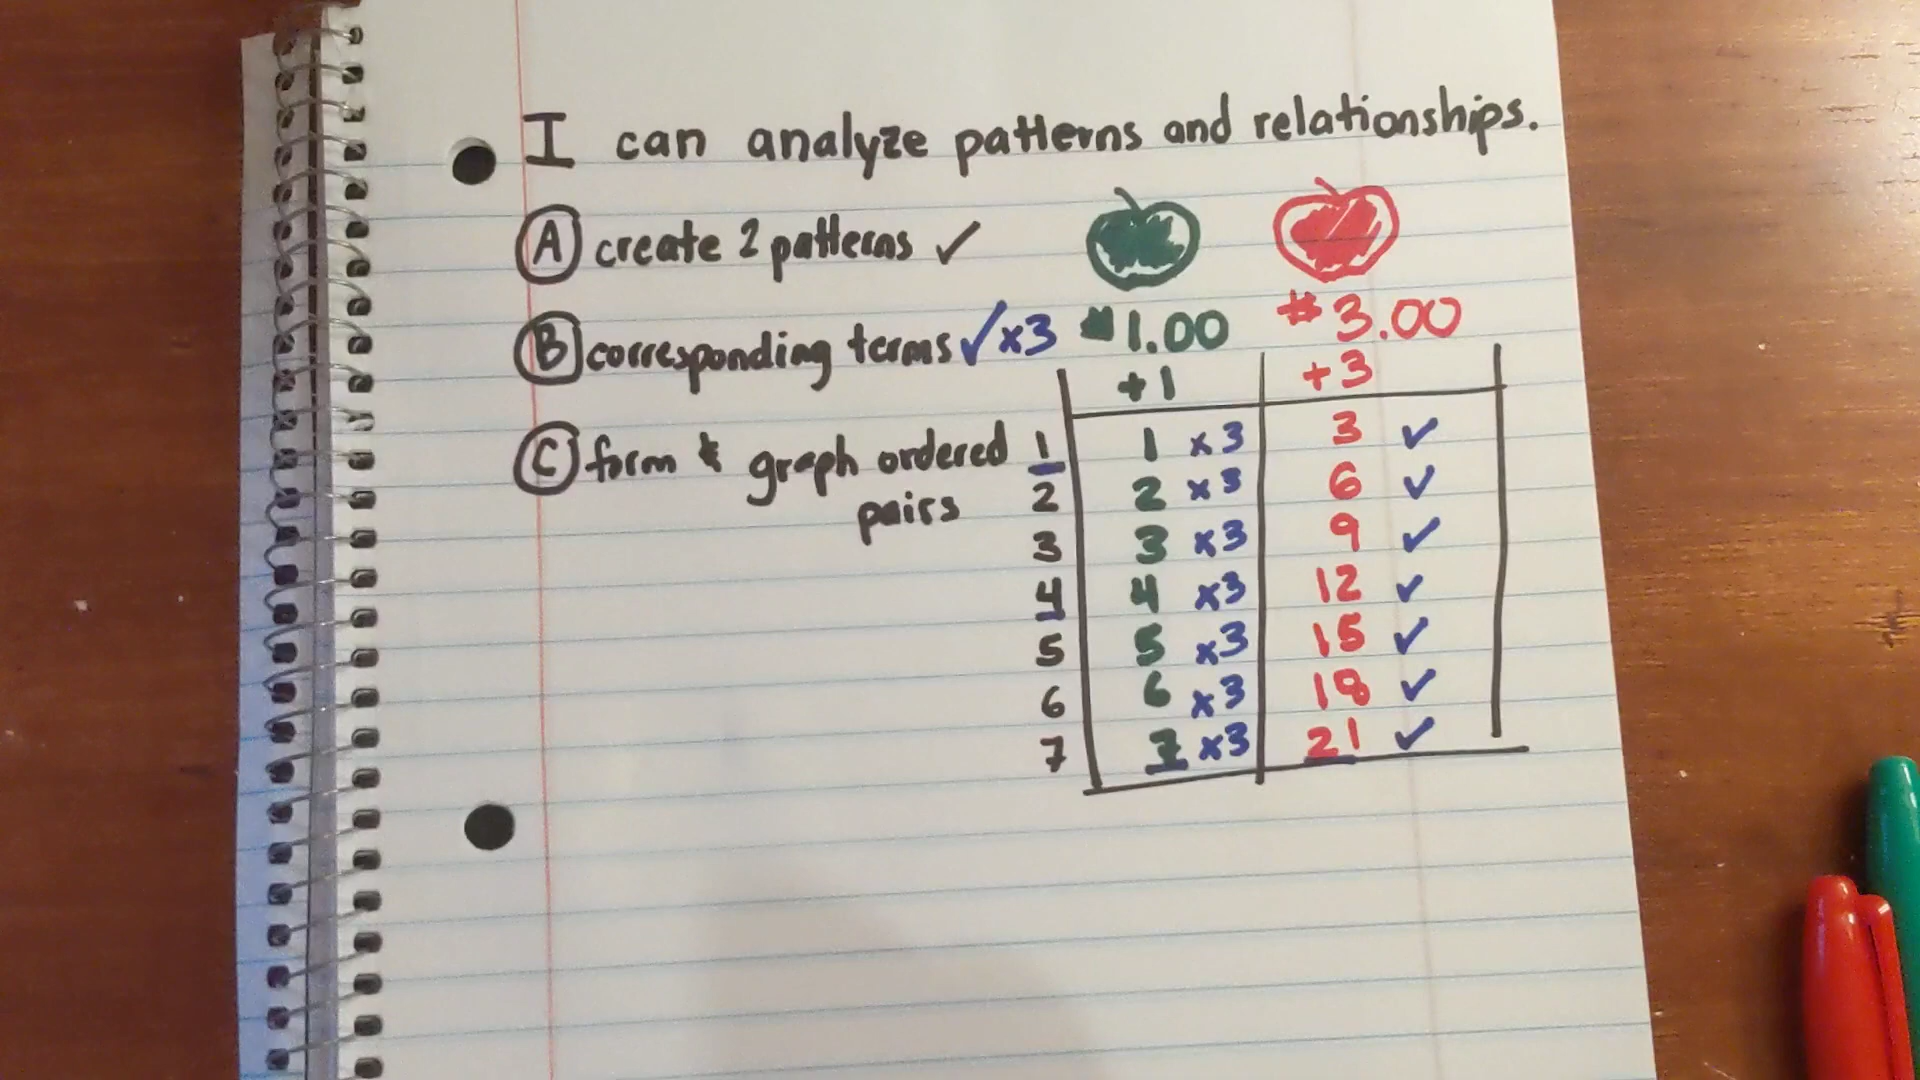 I can analyze patterns and relationships.
Ⓐ create 2 patterns ✓
Ⓑ corresponding terms ✓ x3 $1.00 $3.00
+1 +3
Ⓒ form & graph ordered pairs
1 1 x3 3 ✓
2 2 x3 6 ✓
3 3 x3 9 ✓
4 4 x3 12 ✓
5 5 x3 15 ✓
6 6 x3 18 ✓
7 7 x3 21 ✓